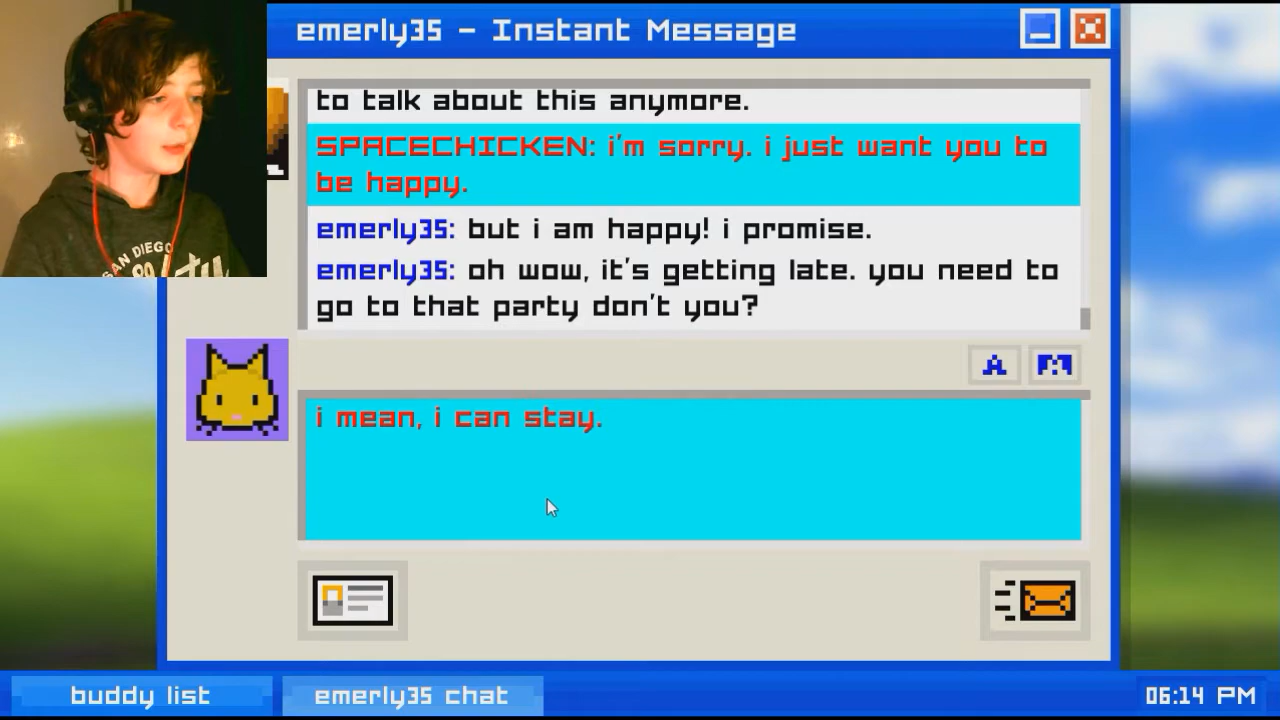 emerly35 - Instant Message
to talk about this anymore.
SPACECHICKEN: i'm sorry. i just want you to
be happy.
emerly35: but i am happy! i promise.
emerly35: oh wow, it's getting late. you need to
go to that party don't you?
A
i mean, i can stay.
SAN DIEGO
buddy list
emerly35 chat
06:14 PM